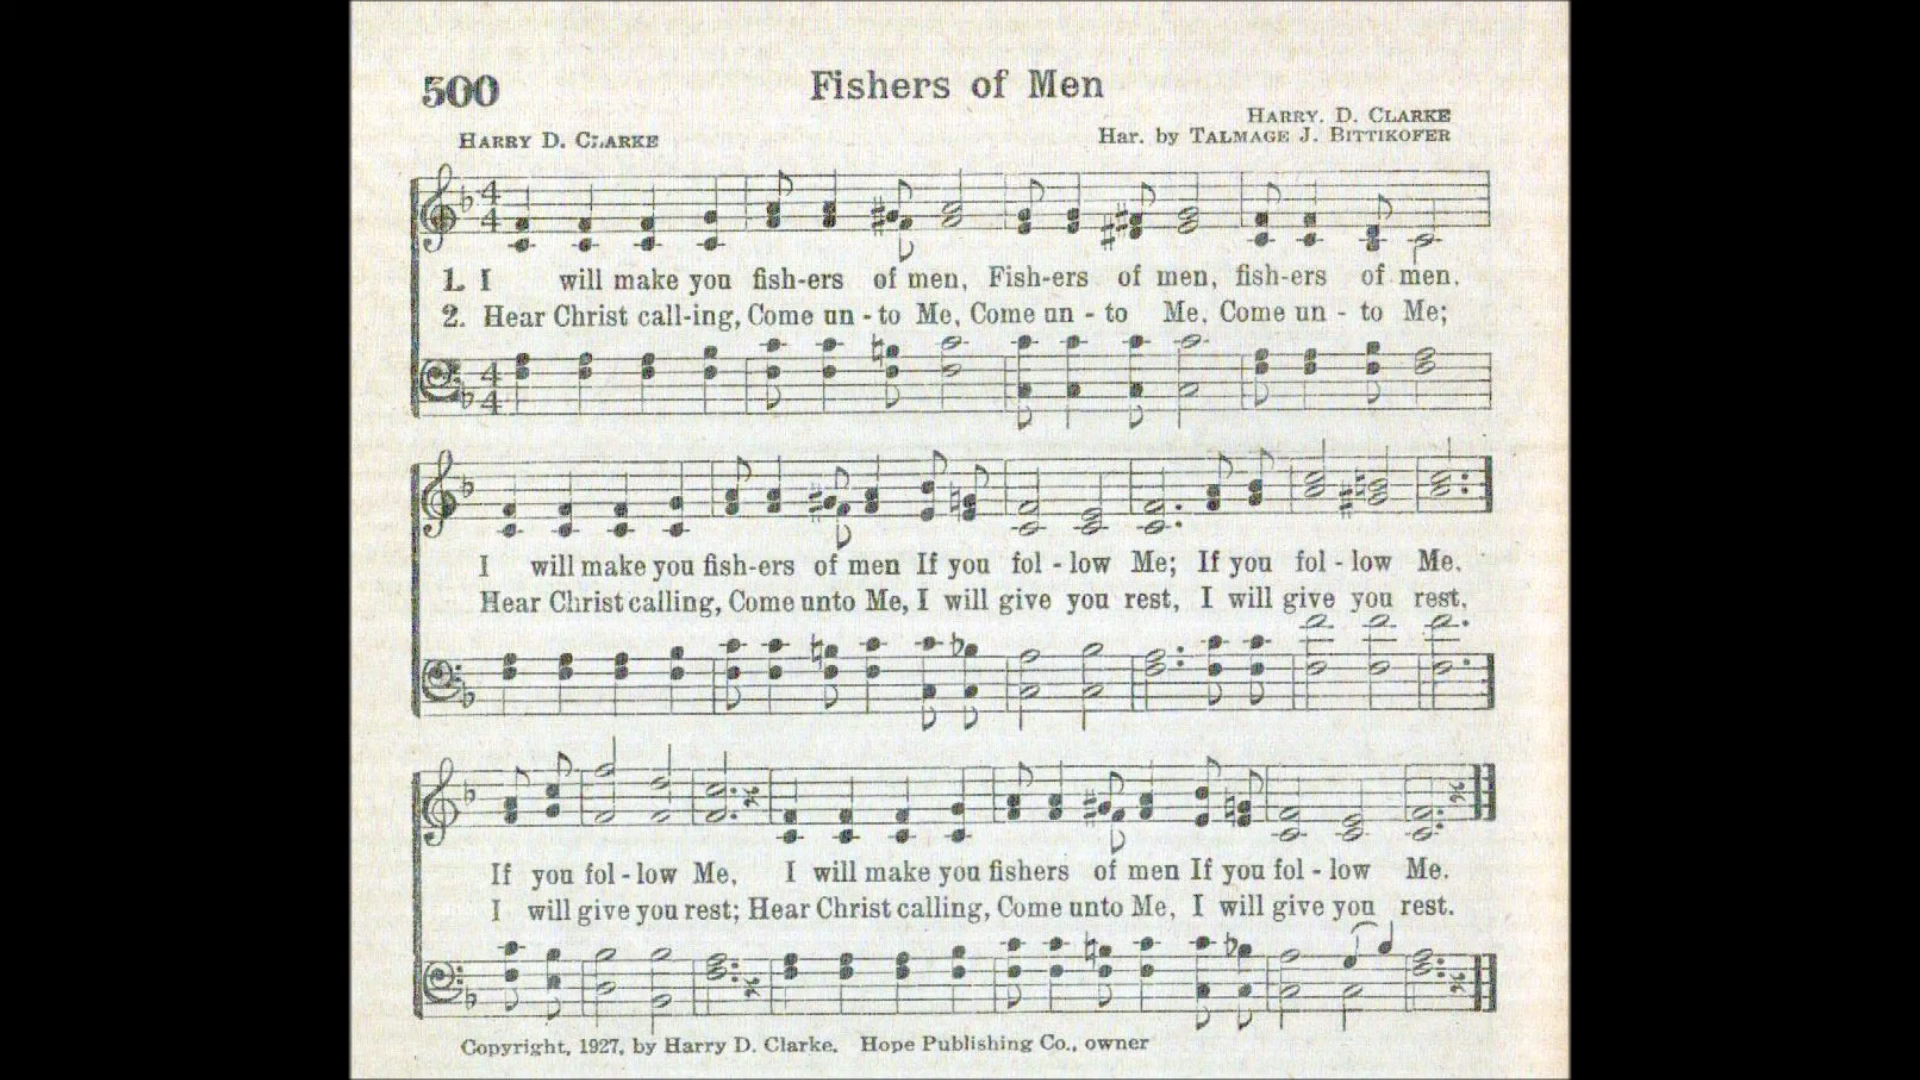 500
Fishers of Men
HARRY. D. CLARKE
HARRY D. CLARKE
Har. by TALMAGE J. BITTIKOFER
1. I will make you fish-ers of men, Fish-ers of men, fish-ers of men,
2. Hear Christ call-ing, Come un - to Me, Come un - to Me, Come un - to Me;
I will make you fish-ers of men If you fol - low Me; If you fol - low Me.
Hear Christ calling, Come unto Me, I will give you rest, I will give you rest,
If you fol - low Me, I will make you fishers of men If you fol - low Me.
I will give you rest; Hear Christ calling, Come unto Me, I will give you rest.
Copyright, 1927, by Harry D. Clarke. Hope Publishing Co., owner